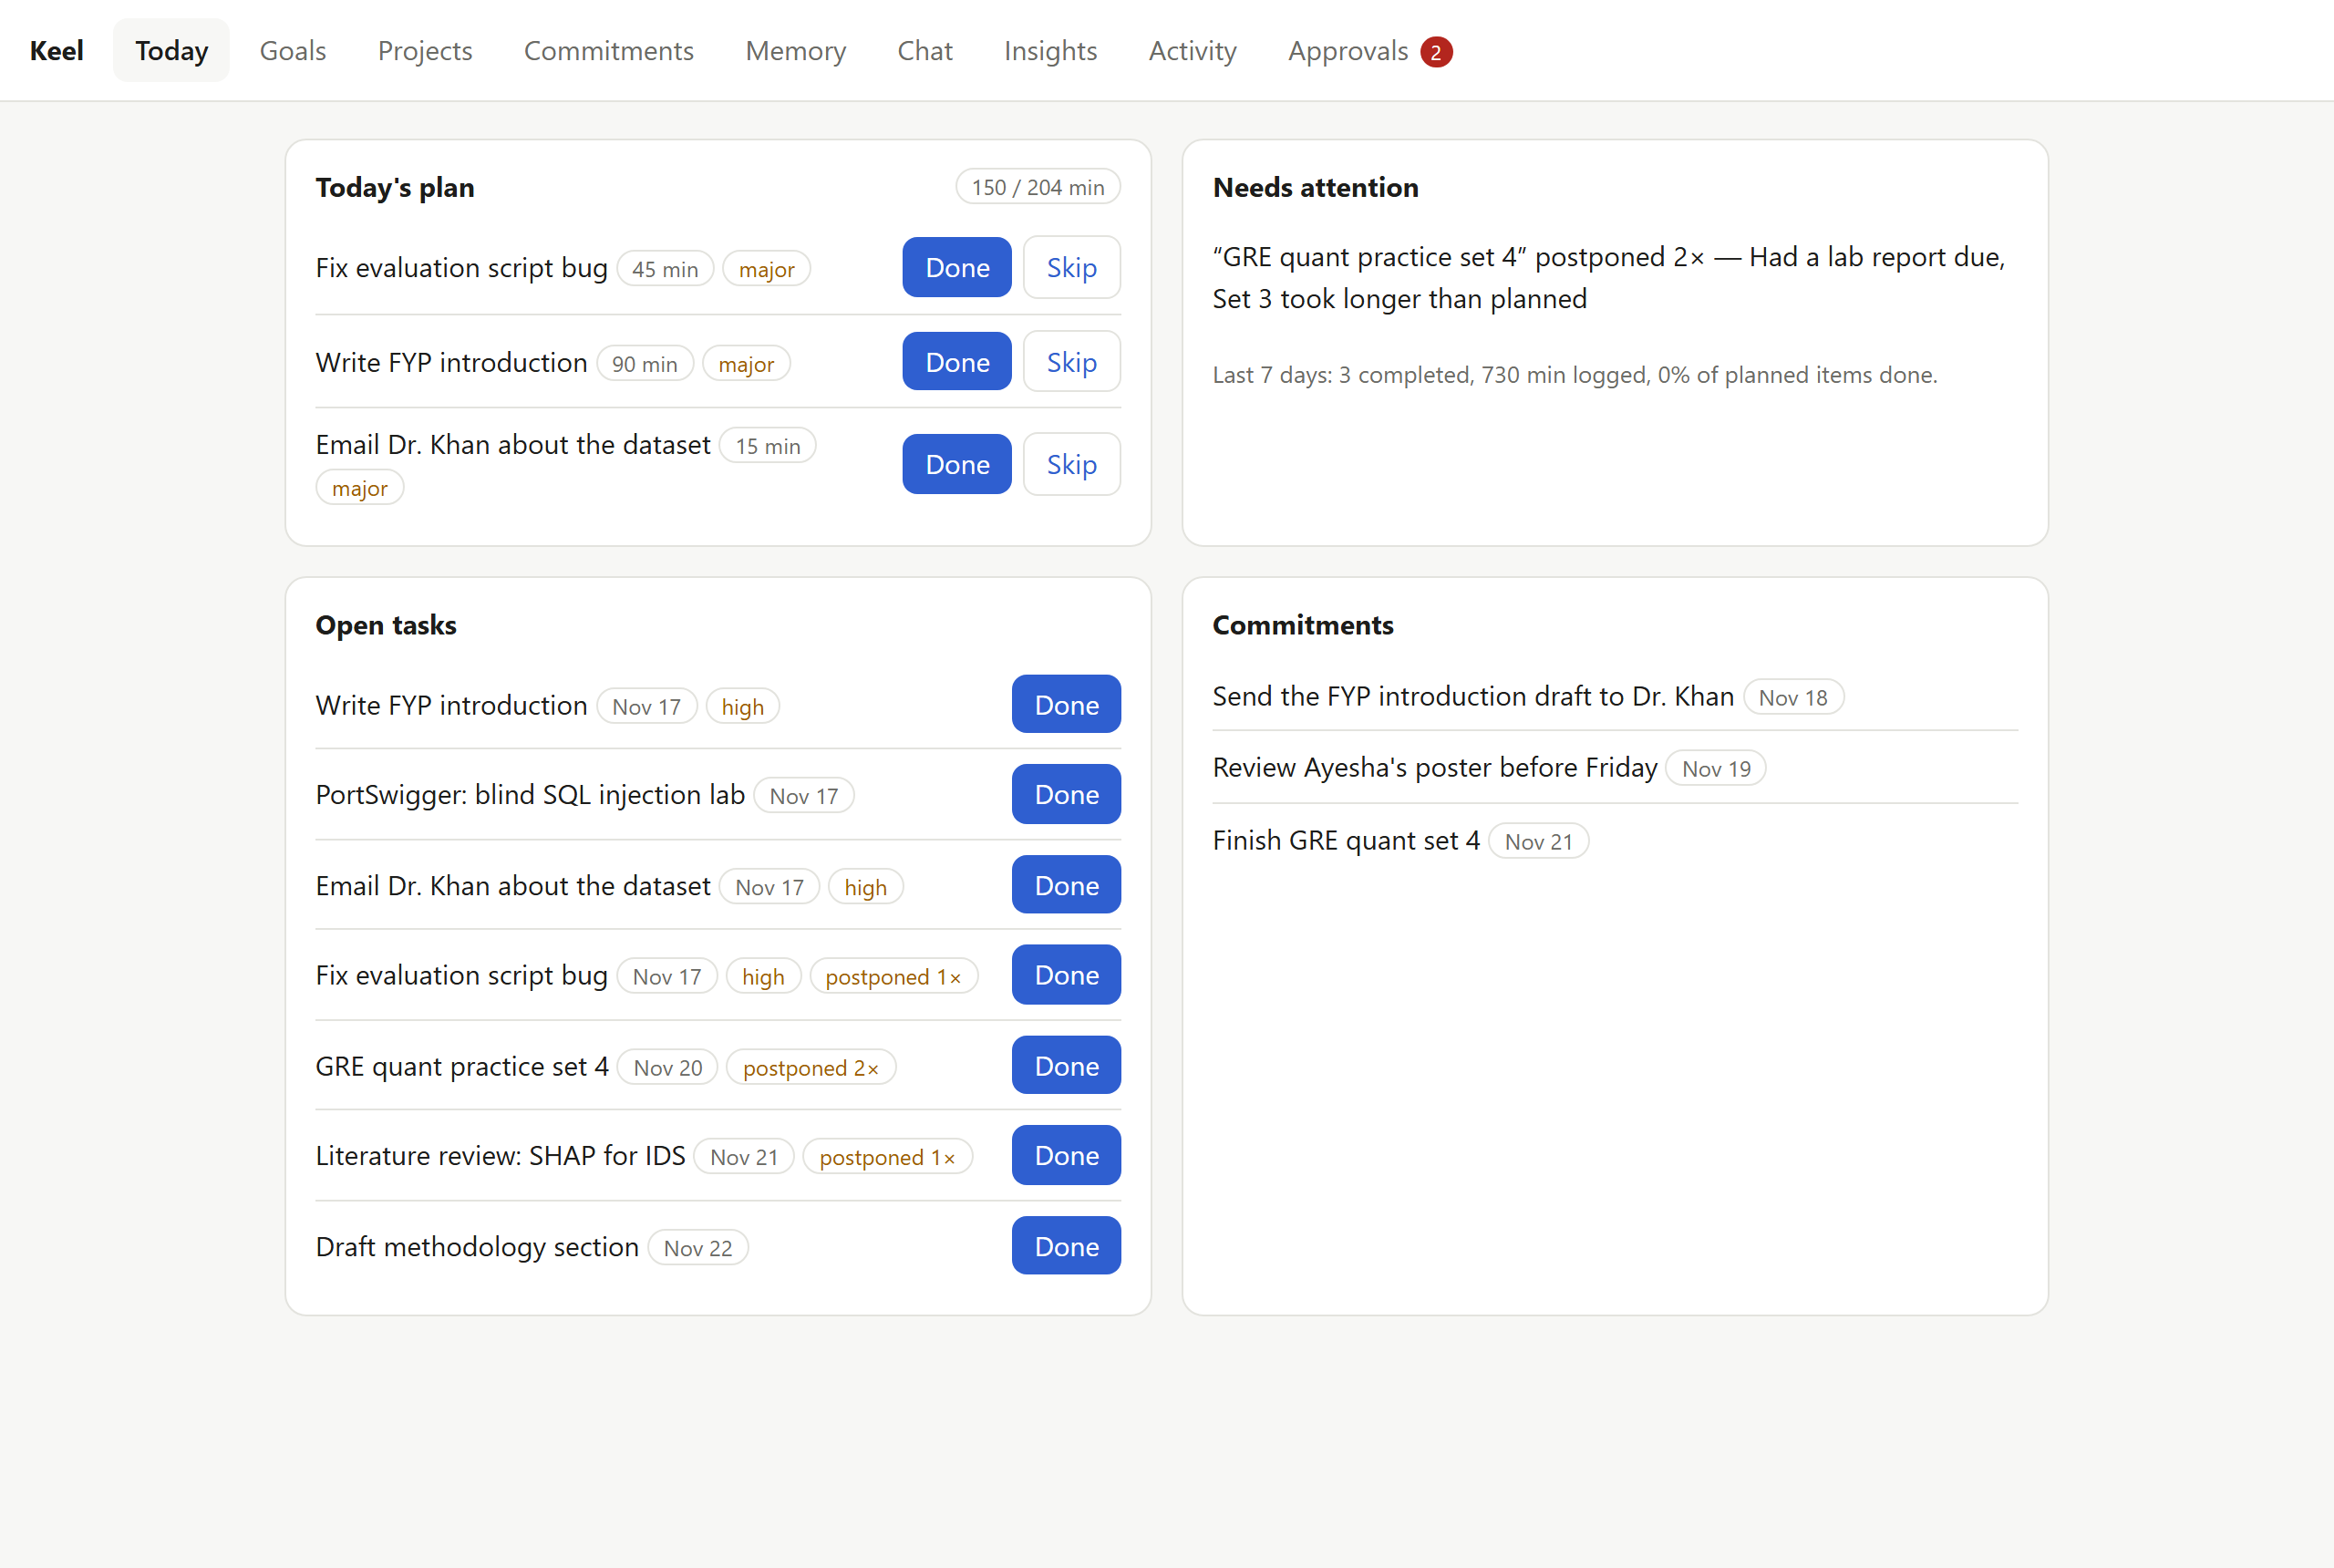 Keel Today Goals Projects Commitments Memory Chat Insights Activity Approvals 2
Today's plan 150 / 204 min
Fix evaluation script bug 45 min major Done Skip
Write FYP introduction 90 min major Done Skip
Email Dr. Khan about the dataset 15 min
major Done Skip
Needs attention
“GRE quant practice set 4” postponed 2× — Had a lab report due,
Set 3 took longer than planned
Last 7 days: 3 completed, 730 min logged, 0% of planned items done.
Open tasks
Write FYP introduction Nov 17 high Done
PortSwigger: blind SQL injection lab Nov 17 Done
Email Dr. Khan about the dataset Nov 17 high Done
Fix evaluation script bug Nov 17 high postponed 1× Done
GRE quant practice set 4 Nov 20 postponed 2× Done
Literature review: SHAP for IDS Nov 21 postponed 1× Done
Draft methodology section Nov 22 Done
Commitments
Send the FYP introduction draft to Dr. Khan Nov 18
Review Ayesha's poster before Friday Nov 19
Finish GRE quant set 4 Nov 21